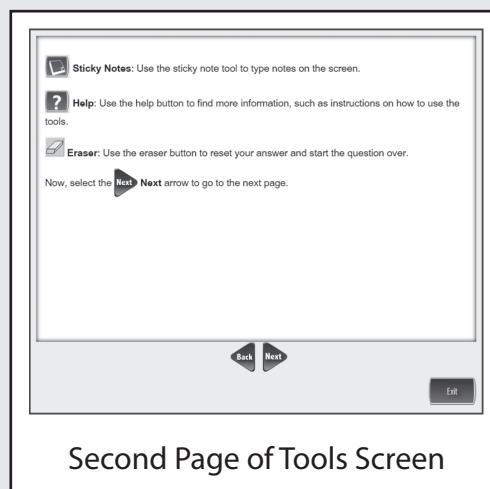 Sticky Notes: Use the sticky note tool to type notes on the screen.
? Help: Use the help button to find more information, such as instructions on how to use the
tools.
Eraser: Use the eraser button to reset your answer and start the question over.
Now, select the Next Next arrow to go to the next page.
Back Next
Exit
Second Page of Tools Screen